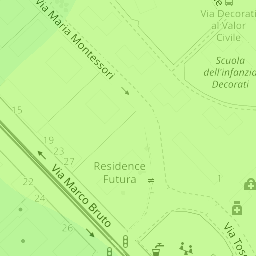 Via Maria Montessori
Via Decorati
al Valor
Civile
Scuola
dell'infanzia
Decorati
15
19
23
27
Via Marco Bruto
22
24
26
Residence
Futura
1
Via Tos